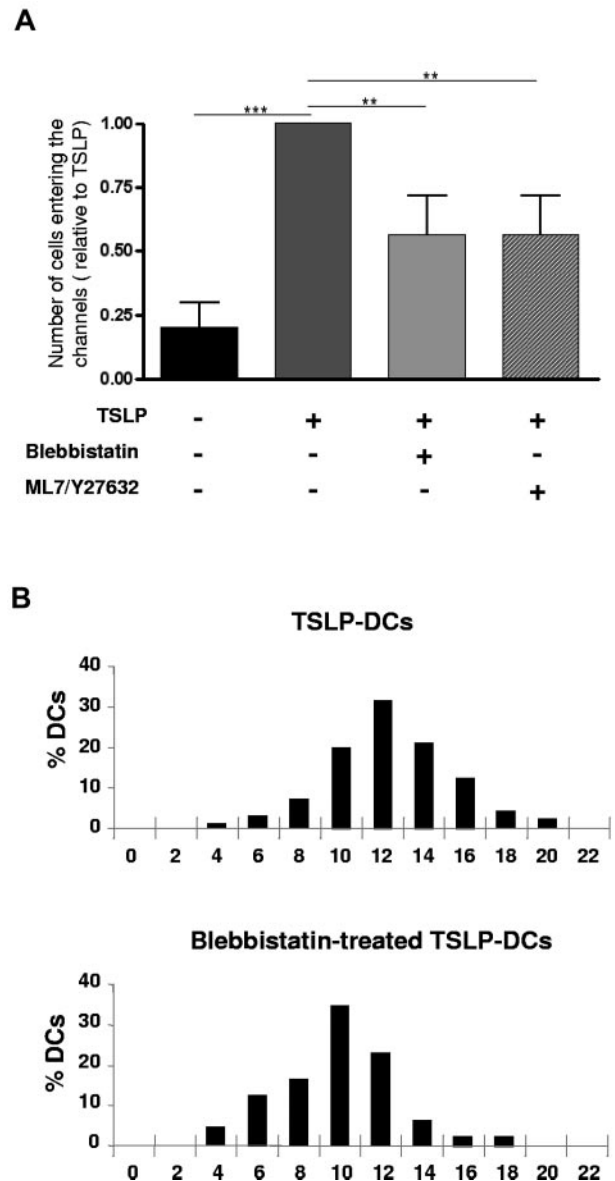 A
*** ** **
Number of cells entering the
channels ( relative to TSLP)
1.00
0.75
0.50
0.25
0.00
TSLP - + + +
Blebbistatin - - + -
ML7/Y27632 - - - +
B
TSLP-DCs
% DCs
40
30
20
10
0
0 2 4 6 8 10 12 14 16 18 20 22
Blebbistatin-treated TSLP-DCs
% DCs
40
30
20
10
0
0 2 4 6 8 10 12 14 16 18 20 22